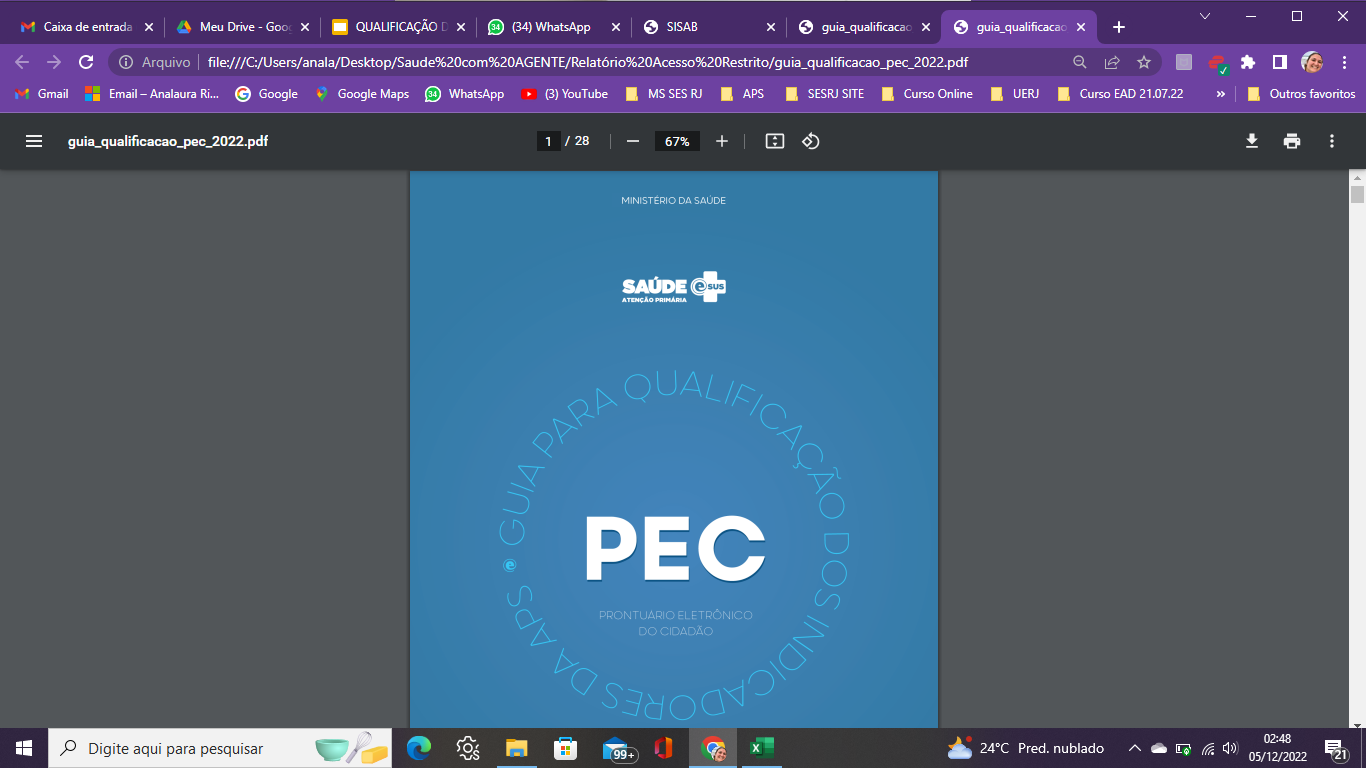 Caixa de entrada
Meu Drive - Goog
QUALIFICAÇÃO D
(34) WhatsApp
SISAB
guia_qualificacao
guia_qualificacao
Arquivo
file:///C:/Users/anala/Desktop/Saude%20com%20AGENTE/Relatório%20Acesso%20Restrito/guia_qualificacao_pec_2022.pdf
Gmail
Email – Analaura Ri...
Google
Google Maps
34
WhatsApp
(3) YouTube
MS SES RJ
APS
SESRJ SITE
Curso Online
UERJ
Curso EAD 21.07.22
»
Outros favoritos
guia_qualificacao_pec_2022.pdf
1 / 28
67%
MINISTÉRIO DA SAÚDE
SAÚDE e SUS
ATENÇÃO PRIMÁRIA
GUIA PARA QUALIFICAÇÃO DOS INDICADORES DA APS
PEC
PRONTUÁRIO ELETRÔNICO
DO CIDADÃO
Digite aqui para pesquisar
99+
24°C Pred. nublado
02:48
05/12/2022
21